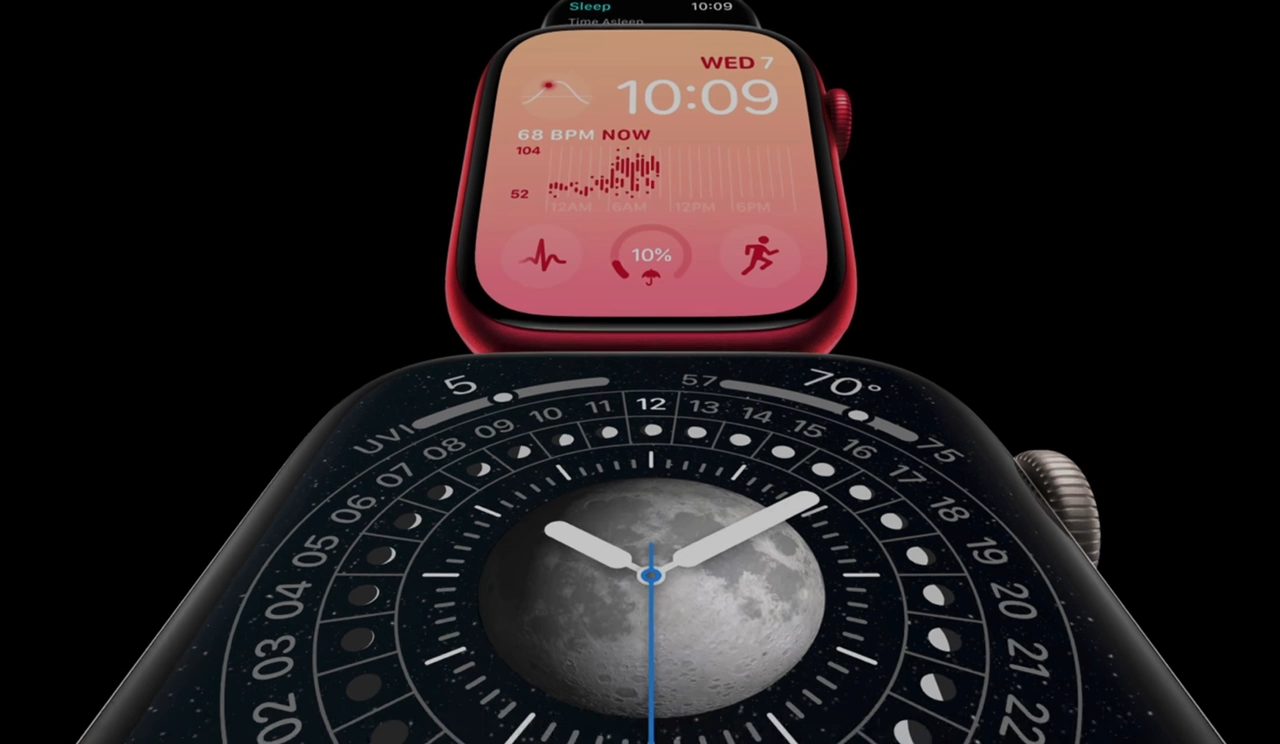 Sleep 10:09
Time Asleep
WED 7
10:09
68 BPM NOW
104
52
12AM 6AM 12PM 6PM
10%
5 57 70°
UVI 75
02 03 04 05 06 07 08 09 10 11 12 13 14 15 16 17 18 19 20 21 22